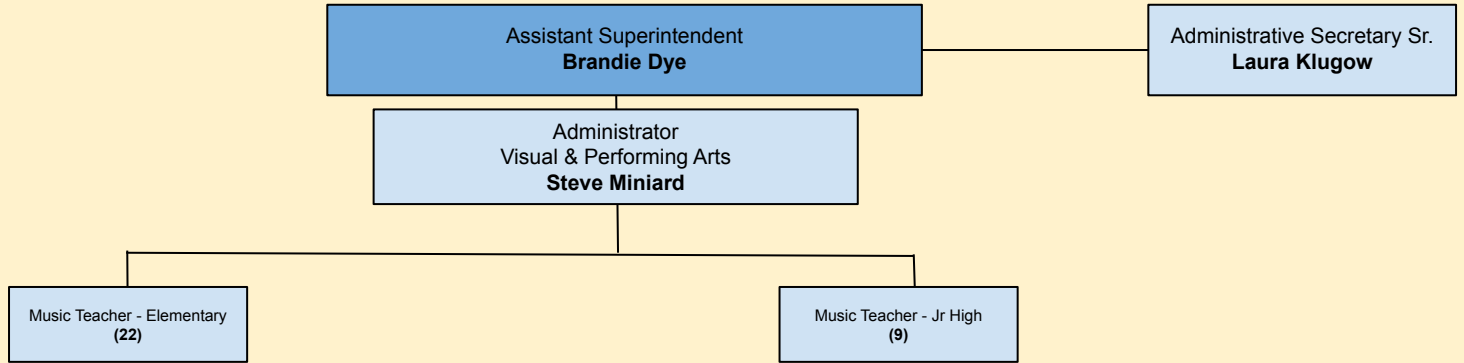 Assistant Superintendent
Brandie Dye
Administrative Secretary Sr.
Laura Klugow
Administrator
Visual & Performing Arts
Steve Miniard
Music Teacher - Elementary
(22)
Music Teacher - Jr High
(9)